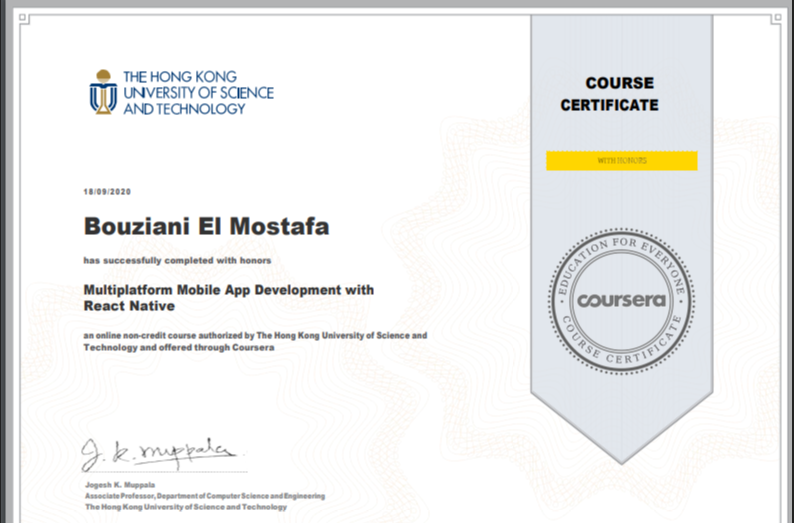 THE HONG KONG
UNIVERSITY OF SCIENCE
AND TECHNOLOGY
18/09/2020
Bouziani El Mostafa
has successfully completed with honors
Multiplatform Mobile App Development with
React Native
an online non-credit course authorized by The Hong Kong University of Science and
Technology and offered through Coursera
J. K. Muppala
Jogesh K. Muppala
Associate Professor, Department of Computer Science and Engineering
The Hong Kong University of Science and Technology
COURSE
CERTIFICATE
WITH HONORS
EDUCATION FOR EVERYONE
coursera
COURSE CERTIFICATE